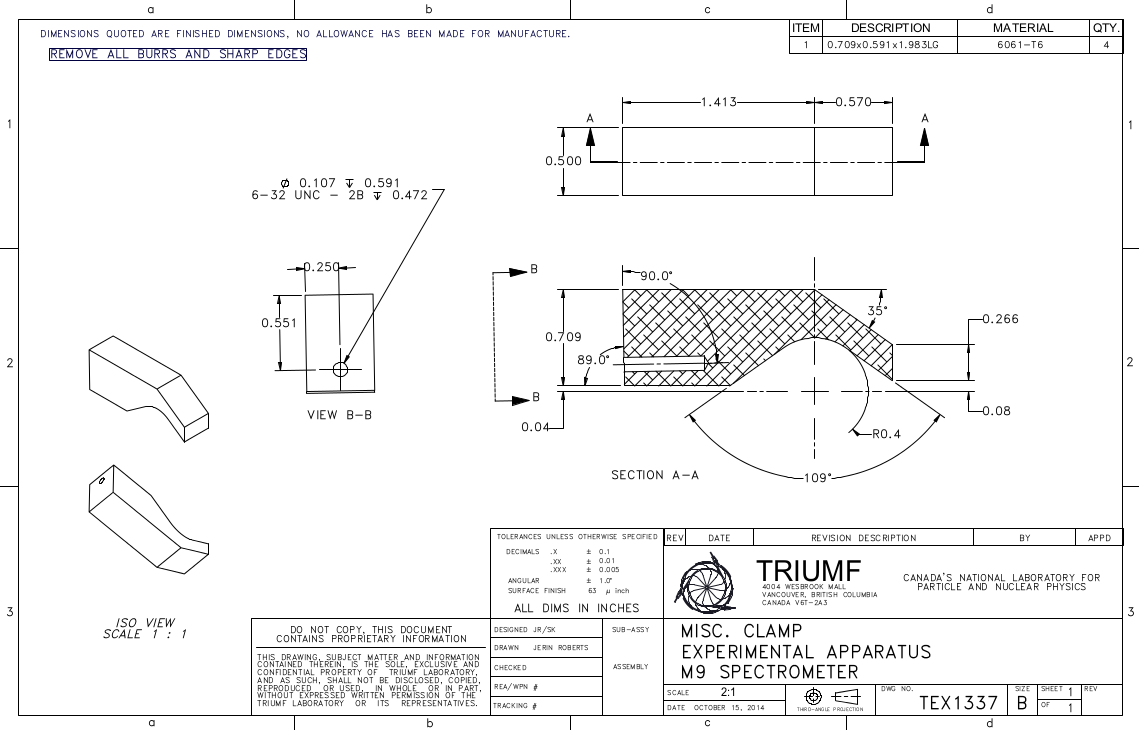 a b c d
DIMENSIONS QUOTED ARE FINISHED DIMENSIONS, NO ALLOWANCE HAS BEEN MADE FOR MANUFACTURE.
REMOVE ALL BURRS AND SHARP EDGES
ITEM DESCRIPTION MATERIAL QTY.
1 0.709x0.591x1.983LG 6061-T6 4
1 1
1.413 0.570
A A
0.500
Ø 0.107 ↧ 0.591
6-32 UNC - 2B ↧ 0.472
0.250
0.551
VIEW B-B
B
B
90.0°
35°
0.709
89.0°
0.266
0.04
0.08
R0.4
109°
SECTION A-A
2 2
ISO VIEW
SCALE 1 : 1
3 3
TOLERANCES UNLESS OTHERWISE SPECIFIED
DECIMALS .X ± 0.1
.XX ± 0.01
.XXX ± 0.005
ANGULAR ± 1.0°
SURFACE FINISH 63 µ inch
ALL DIMS IN INCHES
REV DATE REVISION DESCRIPTION BY APPD
TRIUMF
4004 WESBROOK MALL
VANCOUVER, BRITISH COLUMBIA
CANADA V6T-2A3
CANADA'S NATIONAL LABORATORY FOR
PARTICLE AND NUCLEAR PHYSICS
DO NOT COPY, THIS DOCUMENT
CONTAINS PROPRIETARY INFORMATION
THIS DRAWING, SUBJECT MATTER AND INFORMATION
CONTAINED THEREIN, IS THE SOLE, EXCLUSIVE AND
CONFIDENTIAL PROPERTY OF TRIUMF LABORATORY,
AND AS SUCH, SHALL NOT BE DISCLOSED, COPIED,
REPRODUCED OR USED, IN WHOLE OR IN PART,
WITHOUT EXPRESSED WRITTEN PERMISSION OF THE
TRIUMF LABORATORY OR ITS REPRESENTATIVES.
DESIGNED JR/SK
DRAWN JERIN ROBERTS
CHECKED
REA/WPN #
TRACKING #
SUB-ASSY
ASSEMBLY
MISC. CLAMP
EXPERIMENTAL APPARATUS
M9 SPECTROMETER
SCALE 2:1
DATE OCTOBER 15, 2014
THIRD-ANGLE PROJECTION
DWG NO.
TEX1337
SIZE
B
SHEET 1
OF 1
REV
a b c d